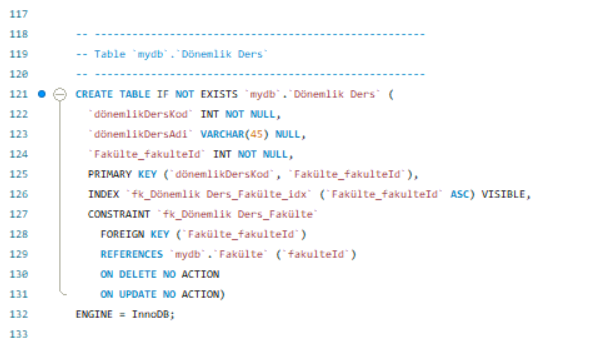 117
118 -- ----------------------------------------------------
119 -- Table `mydb`.`Dönemlik Ders`
120 -- ----------------------------------------------------
121 CREATE TABLE IF NOT EXISTS `mydb`.`Dönemlik Ders` (
122 `dönemlikDersKod` INT NOT NULL,
123 `dönemlikDersAdi` VARCHAR(45) NULL,
124 `Fakülte_fakulteId` INT NOT NULL,
125 PRIMARY KEY (`dönemlikDersKod`, `Fakülte_fakulteId`),
126 INDEX `fk_Dönemlik Ders_Fakülte_idx` (`Fakülte_fakulteId` ASC) VISIBLE,
127 CONSTRAINT `fk_Dönemlik Ders_Fakülte`
128 FOREIGN KEY (`Fakülte_fakulteId`)
129 REFERENCES `mydb`.`Fakülte` (`fakulteId`)
130 ON DELETE NO ACTION
131 ON UPDATE NO ACTION)
132 ENGINE = InnoDB;
133